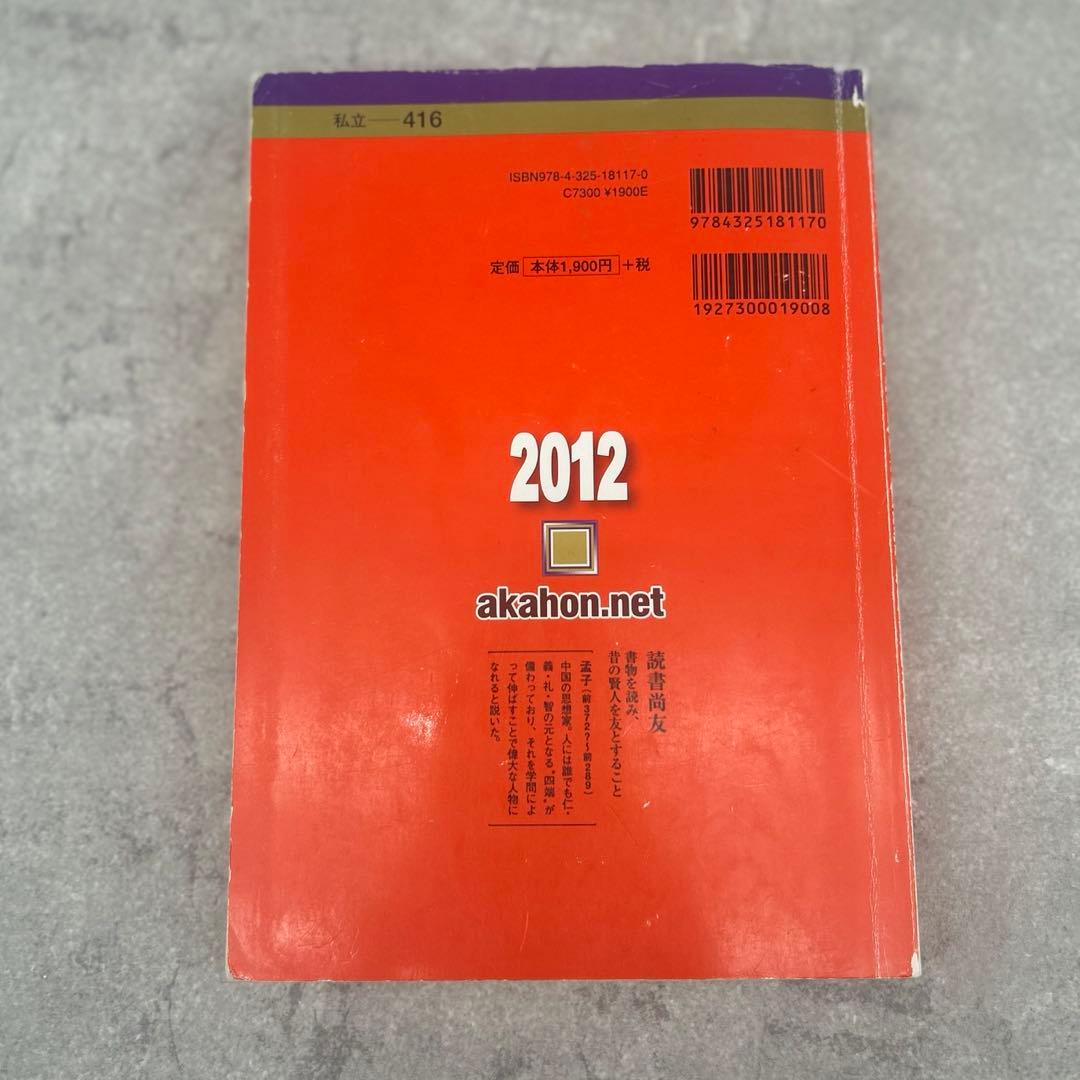 私立――416
ISBN978-4-325-18117-0
C7300 ¥1900E
9784325181170
定価 本体1,900円 +税
1927300019008
2012
akahon.net
読書尚友
書物を読み、
昔の賢人を友とすること
孟子(前372?〜前289)
中国の思想家。人には誰でも仁・
義・礼・智の元となる“四端”が
備わっており、それを学問によ
って伸ばすことで偉大な人物に
なれると説いた。